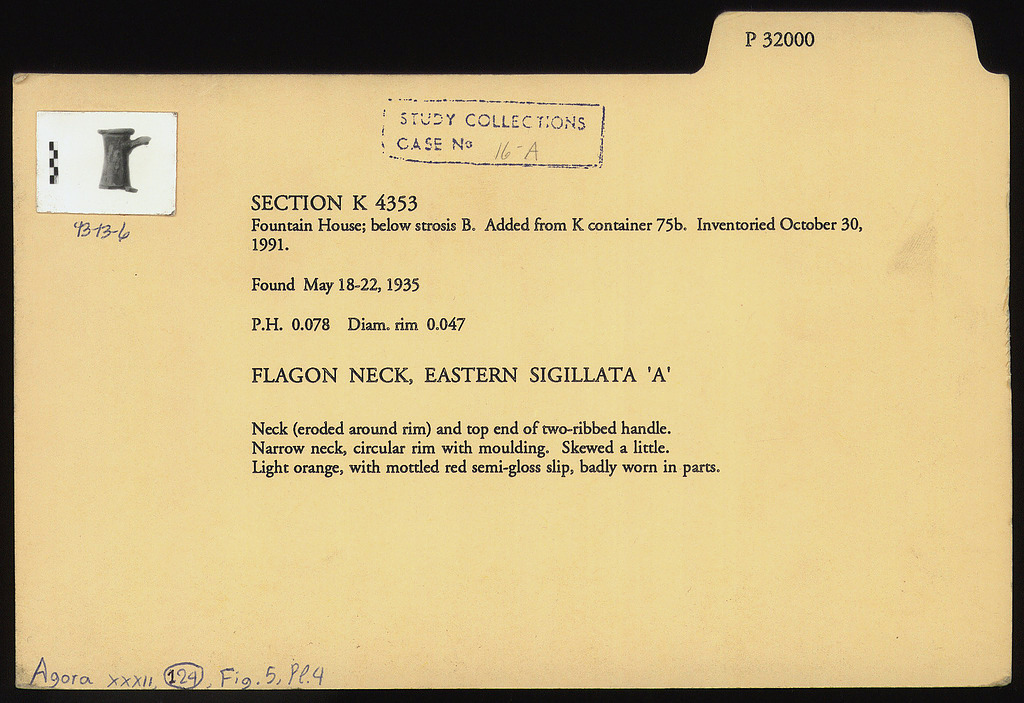 P 32000
STUDY COLLECTIONS
CASE No 16-A
93-13-6
SECTION K 4353
Fountain House; below strosis B. Added from K container 75b. Inventoried October 30,
1991.
Found May 18-22, 1935
P.H. 0.078 Diam. rim 0.047
FLAGON NECK, EASTERN SIGILLATA 'A'
Neck (eroded around rim) and top end of two-ribbed handle.
Narrow neck, circular rim with moulding. Skewed a little.
Light orange, with mottled red semi-gloss slip, badly worn in parts.
Agora XXXII, 124, Fig. 5, Pl. 4